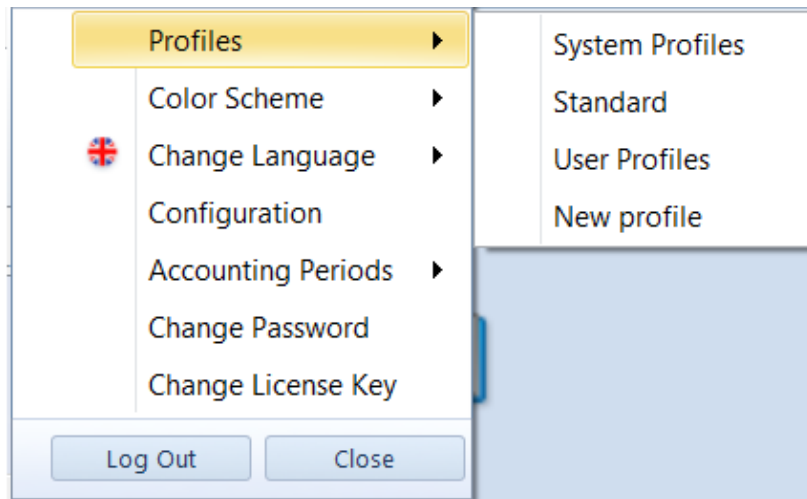 Profiles
Color Scheme
Change Language
Configuration
Accounting Periods
Change Password
Change License Key
Log Out
Close
System Profiles
Standard
User Profiles
New profile